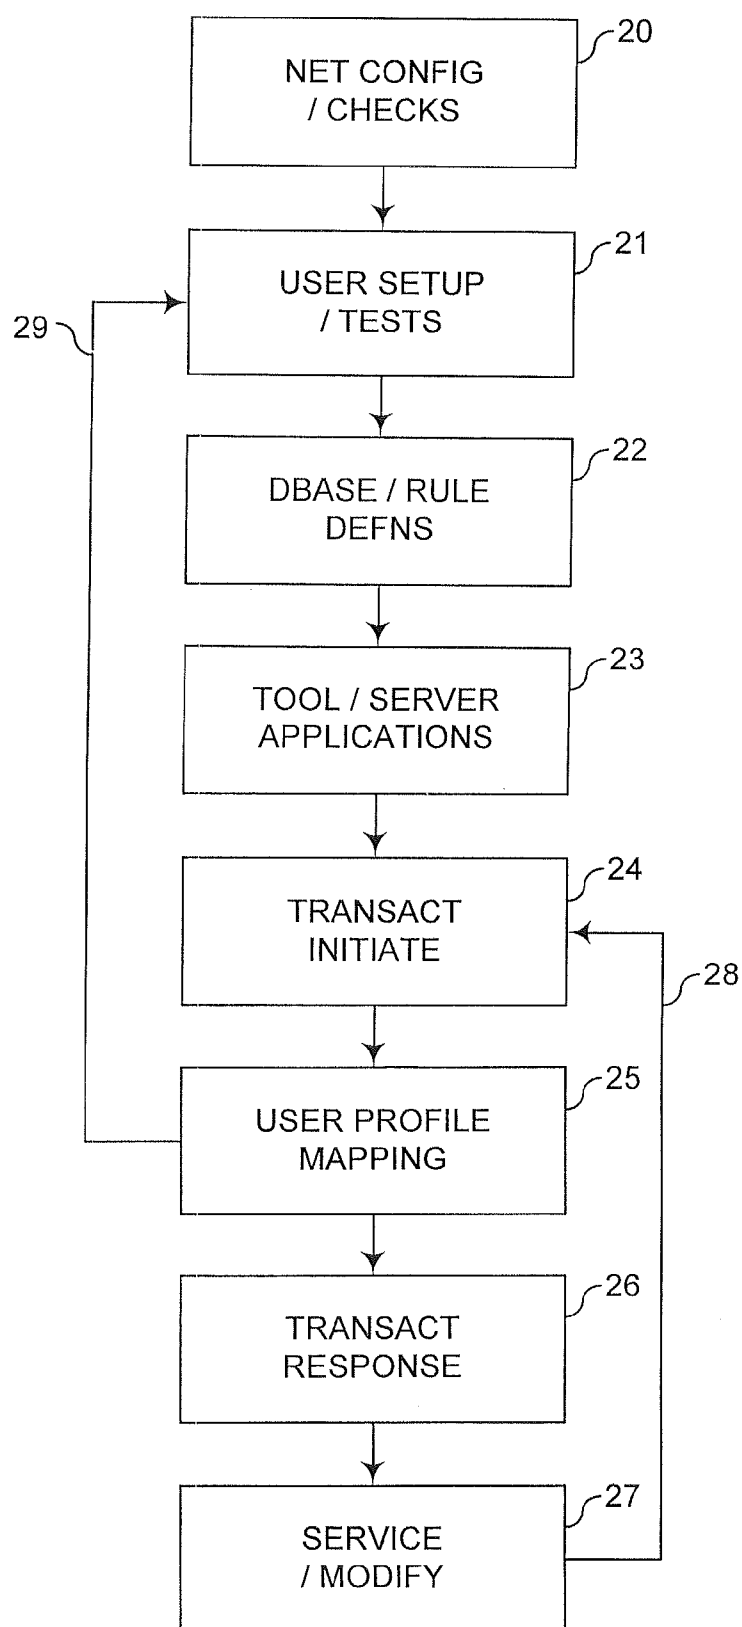 20
NET CONFIG
/ CHECKS
21
USER SETUP
/ TESTS
29
22
DBASE / RULE
DEFNS
23
TOOL / SERVER
APPLICATIONS
24
TRANSACT
INITIATE
28
25
USER PROFILE
MAPPING
26
TRANSACT
RESPONSE
27
SERVICE
/ MODIFY